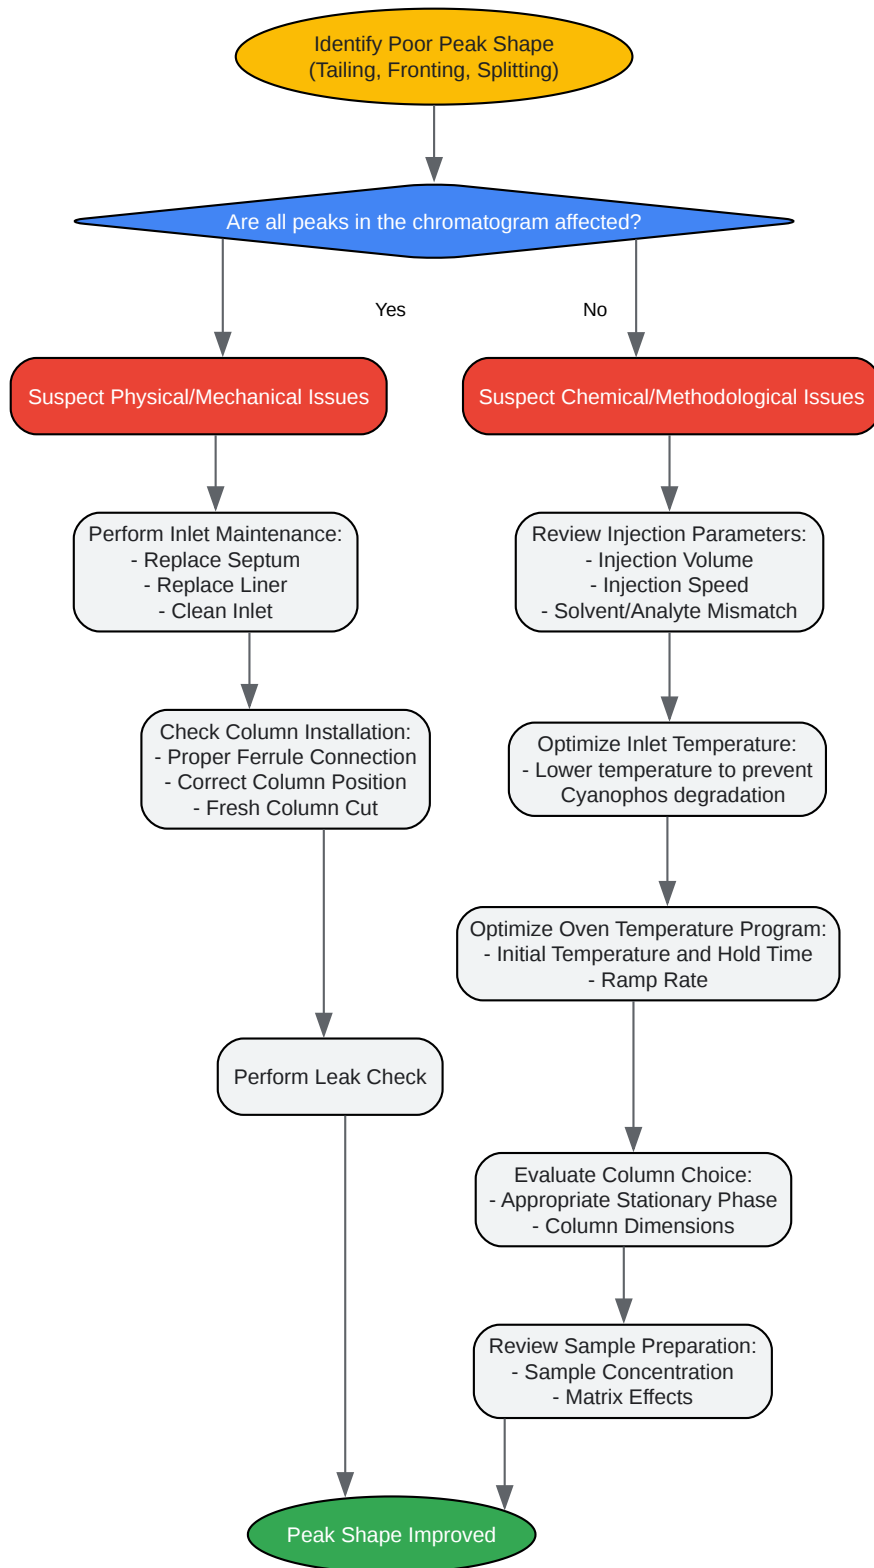 Identify Poor Peak Shape
(Tailing, Fronting, Splitting)
Are all peaks in the chromatogram affected?
Yes
No
Suspect Physical/Mechanical Issues
Suspect Chemical/Methodological Issues
Perform Inlet Maintenance:
- Replace Septum
- Replace Liner
- Clean Inlet
Review Injection Parameters:
- Injection Volume
- Injection Speed
- Solvent/Analyte Mismatch
Check Column Installation:
- Proper Ferrule Connection
- Correct Column Position
- Fresh Column Cut
Optimize Inlet Temperature:
- Lower temperature to prevent
Cyanophos degradation
Optimize Oven Temperature Program:
- Initial Temperature and Hold Time
- Ramp Rate
Perform Leak Check
Evaluate Column Choice:
- Appropriate Stationary Phase
- Column Dimensions
Review Sample Preparation:
- Sample Concentration
- Matrix Effects
Peak Shape Improved